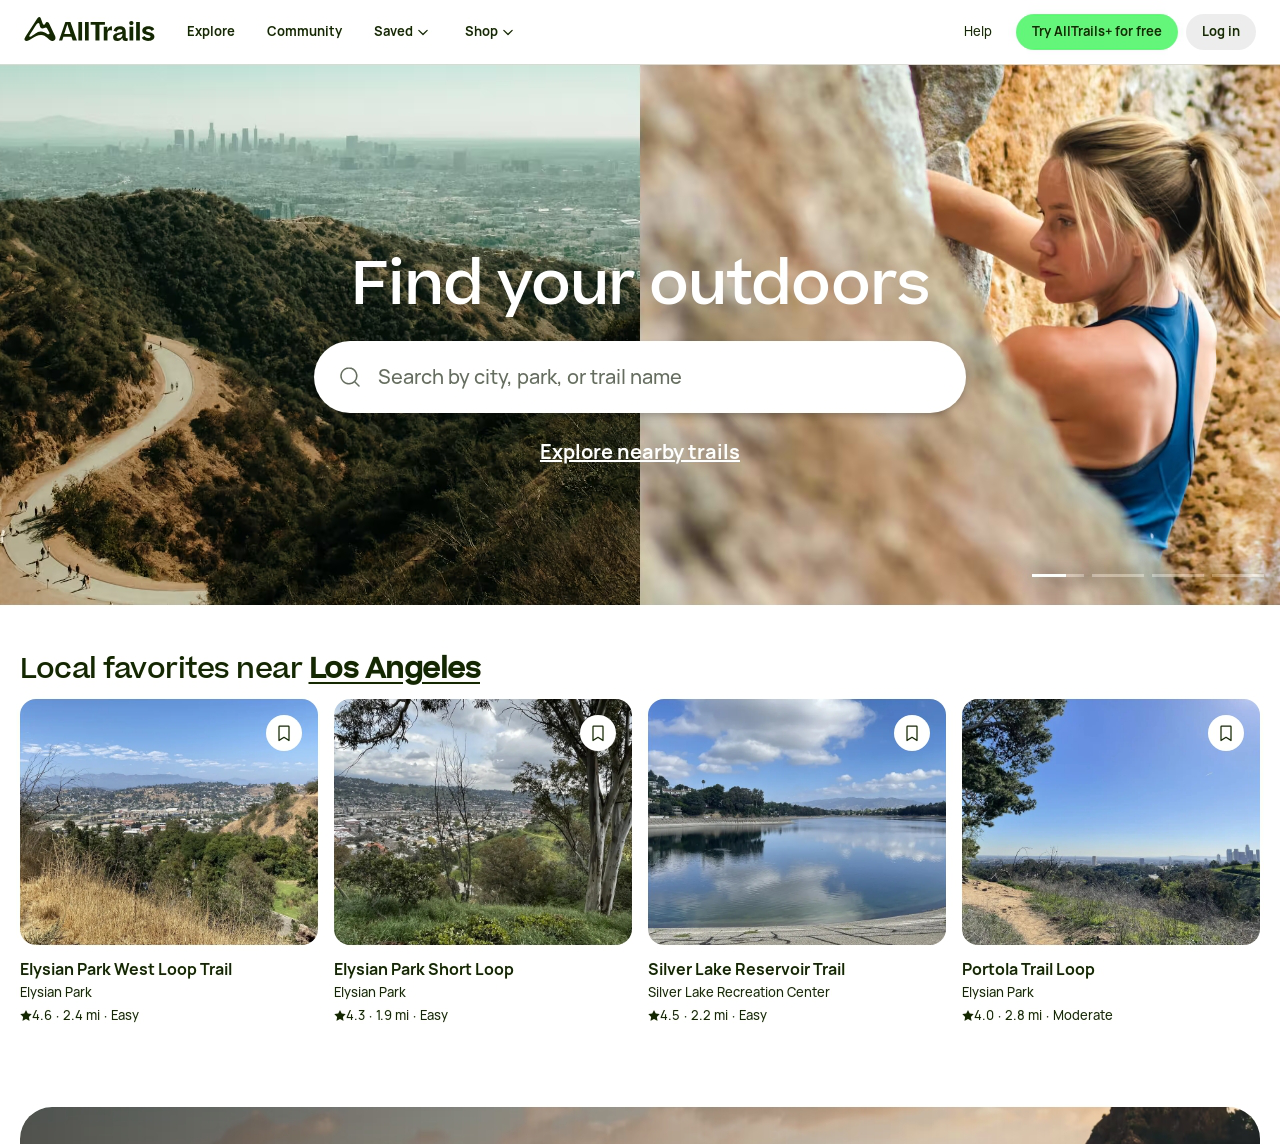 AllTrails
Explore
Community
Saved
Shop
Help
Try AllTrails+ for free
Log in
Find your outdoors
Search by city, park, or trail name
Explore nearby trails
Local favorites near Los Angeles
Elysian Park West Loop Trail
Elysian Park
4.6 · 2.4 mi · Easy
Elysian Park Short Loop
Elysian Park
4.3 · 1.9 mi · Easy
Silver Lake Reservoir Trail
Silver Lake Recreation Center
4.5 · 2.2 mi · Easy
Portola Trail Loop
Elysian Park
4.0 · 2.8 mi · Moderate